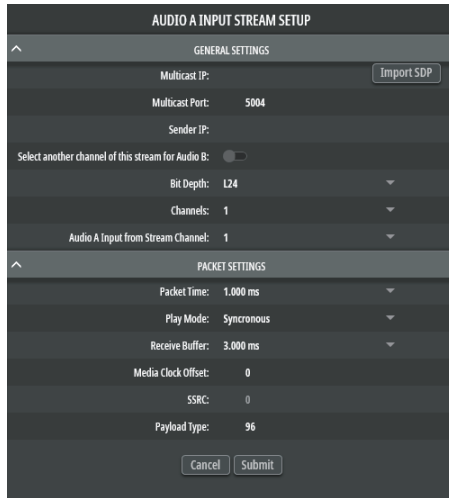 AUDIO A INPUT STREAM SETUP
GENERAL SETTINGS
Multicast IP: Import SDP
Multicast Port: 5004
Sender IP:
Select another channel of this stream for Audio B:
Bit Depth: L24
Channels: 1
Audio A Input from Stream Channel: 1
PACKET SETTINGS
Packet Time: 1.000 ms
Play Mode: Syncronous
Receive Buffer: 3.000 ms
Media Clock Offset: 0
SSRC: 0
Payload Type: 96
Cancel Submit